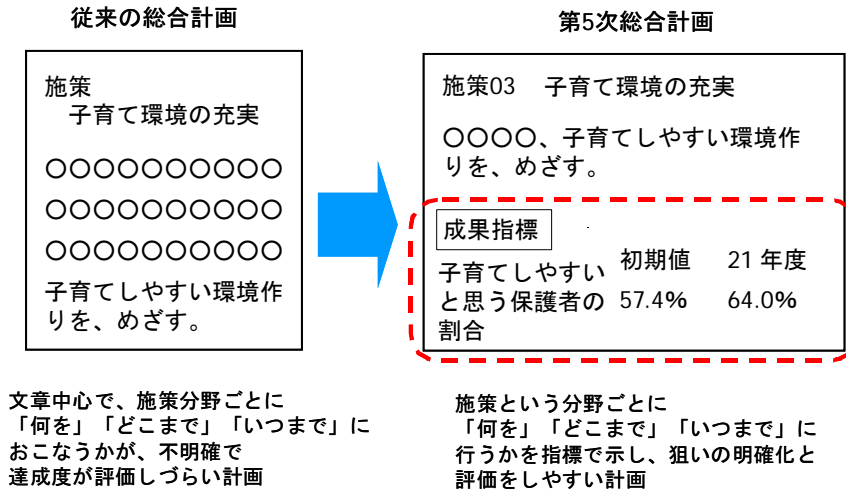 従来の総合計画
施策
子育て環境の充実
〇〇〇〇〇〇〇〇〇〇
〇〇〇〇〇〇〇〇〇〇
〇〇〇〇〇〇〇〇〇〇
子育てしやすい環境作
りを、めざす。
文章中心で、施策分野ごとに
「何を」「どこまで」「いつまで」に
おこなうかが、不明確で
達成度が評価しづらい計画
第5次総合計画
施策03 子育て環境の充実
〇〇〇〇、子育てしやすい環境作
りを、めざす。
成果指標
初期値 21 年度
子育てしやすい
と思う保護者の 57.4% 64.0%
割合
施策という分野ごとに
「何を」「どこまで」「いつまで」に
行うかを指標で示し、狙いの明確化と
評価をしやすい計画